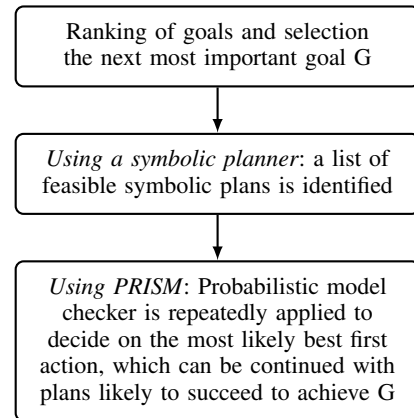 Ranking of goals and selection
the next most important goal G
Using a symbolic planner: a list of
feasible symbolic plans is identified
Using PRISM: Probabilistic model
checker is repeatedly applied to
decide on the most likely best first
action, which can be continued with
plans likely to succeed to achieve G